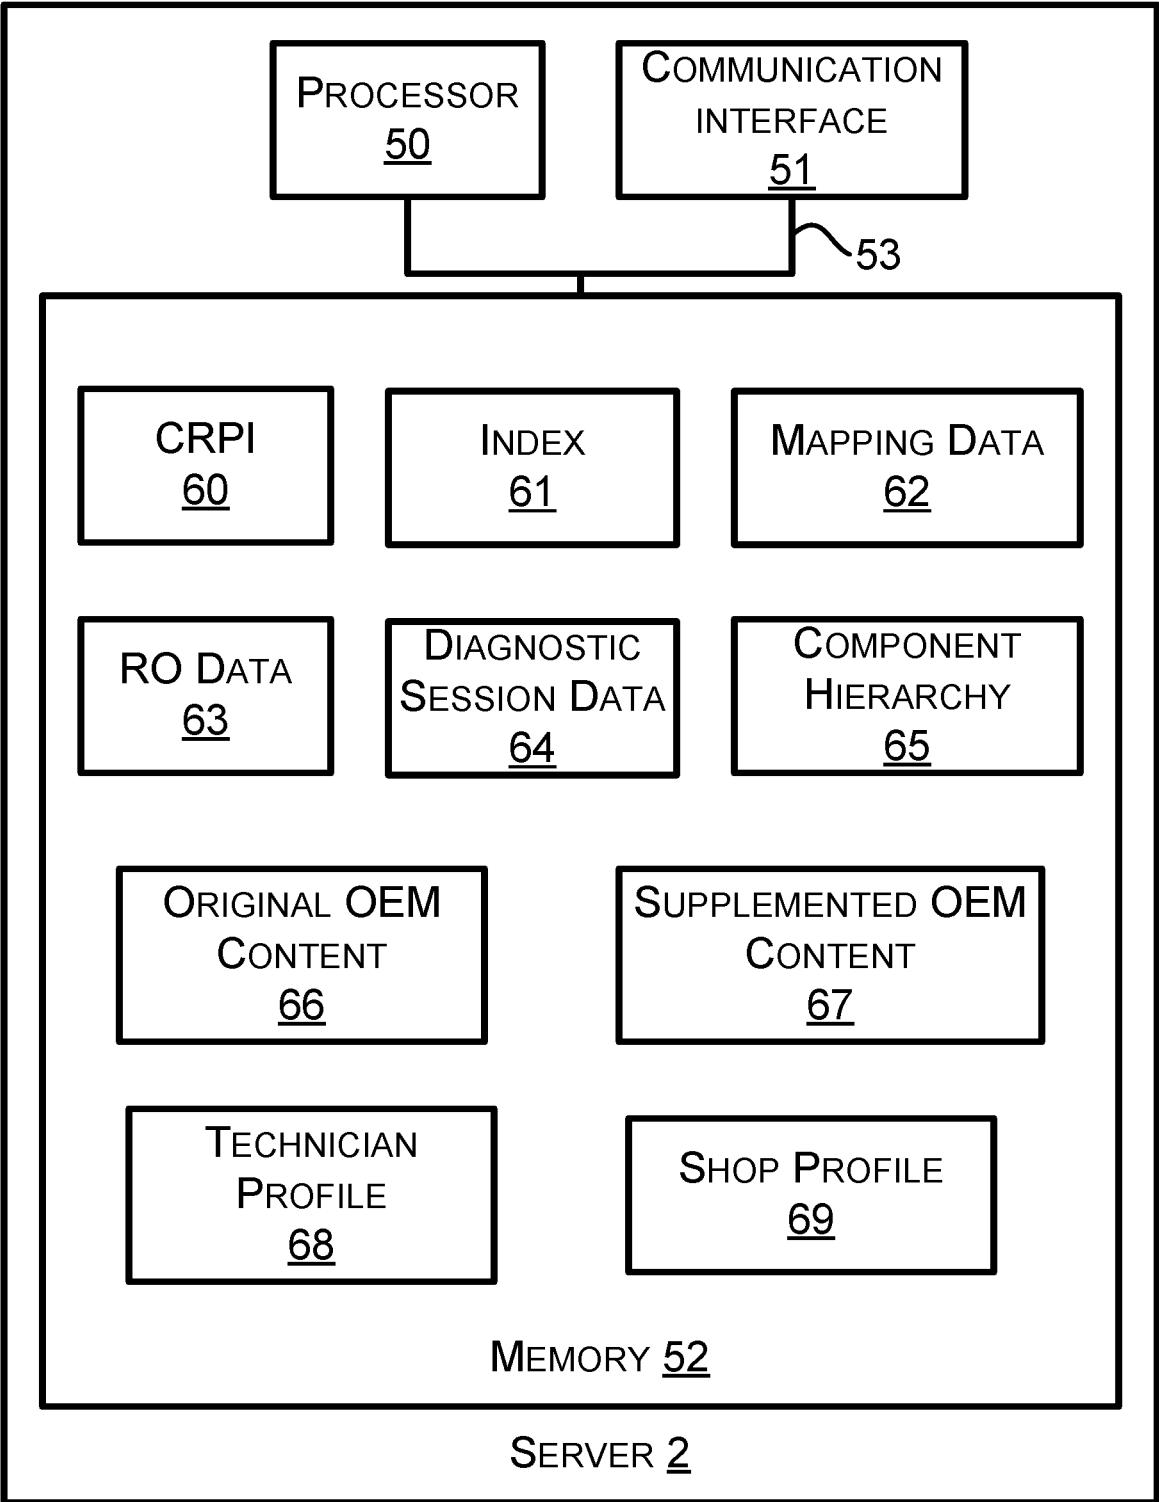 PROCESSOR
50
COMMUNICATION
INTERFACE
51
53
CRPI
60
INDEX
61
MAPPING DATA
62
RO DATA
63
DIAGNOSTIC
SESSION DATA
64
COMPONENT
HIERARCHY
65
ORIGINAL OEM
CONTENT
66
SUPPLEMENTED OEM
CONTENT
67
TECHNICIAN
PROFILE
68
SHOP PROFILE
69
MEMORY 52
SERVER 2